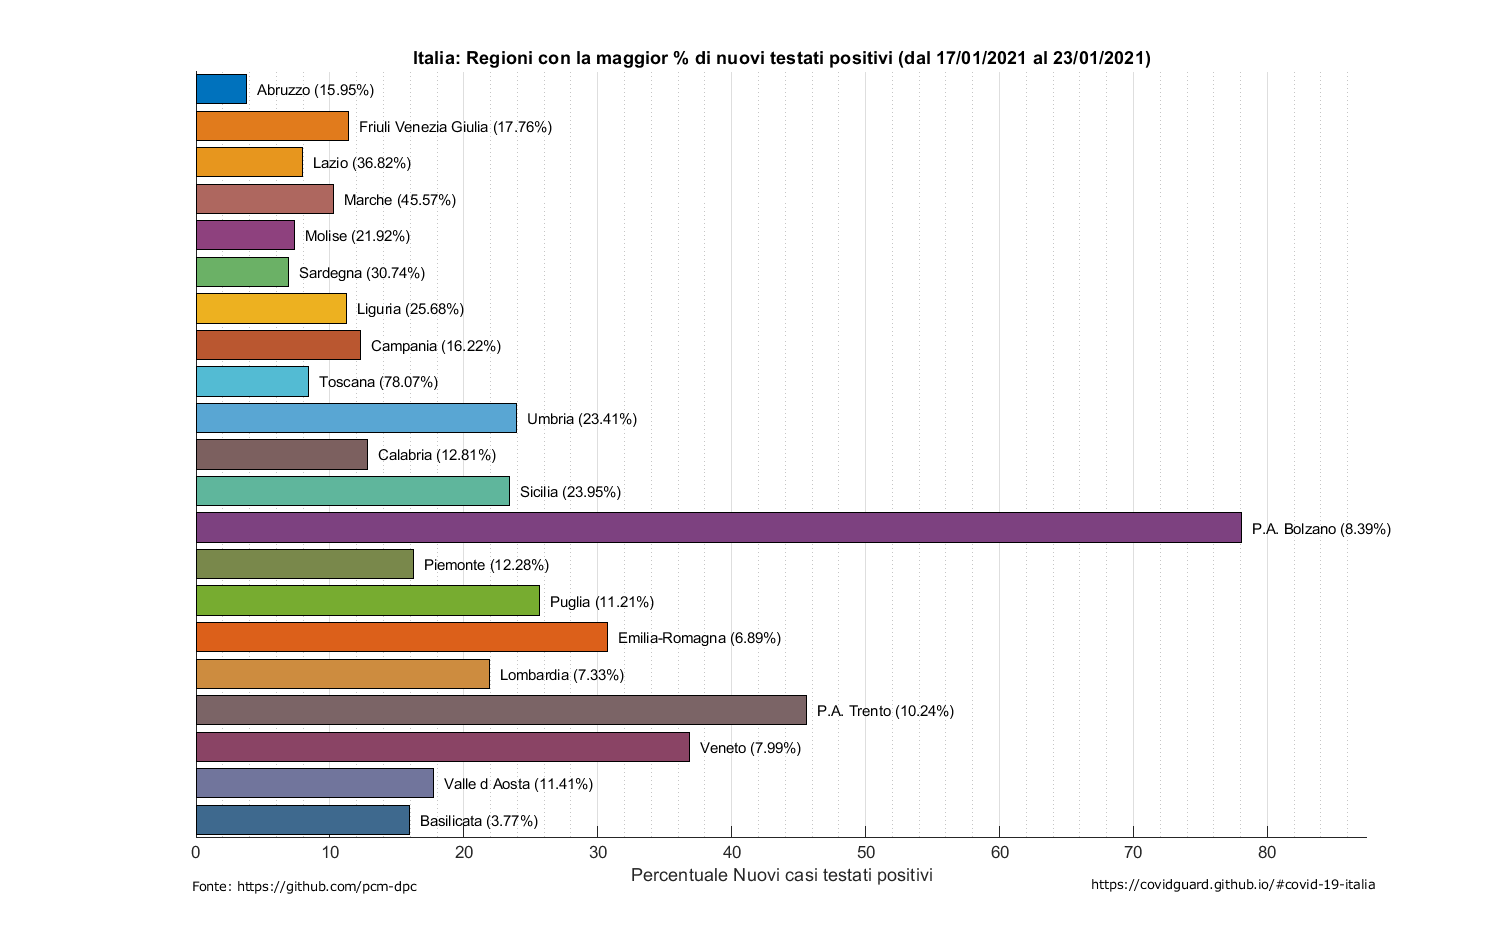 Italia: Regioni con la maggior % di nuovi testati positivi (dal 17/01/2021 al 23/01/2021)
Abruzzo (15.95%)
Friuli Venezia Giulia (17.76%)
Lazio (36.82%)
Marche (45.57%)
Molise (21.92%)
Sardegna (30.74%)
Liguria (25.68%)
Campania (16.22%)
Toscana (78.07%)
Umbria (23.41%)
Calabria (12.81%)
Sicilia (23.95%)
P.A. Bolzano (8.39%)
Piemonte (12.28%)
Puglia (11.21%)
Emilia-Romagna (6.89%)
Lombardia (7.33%)
P.A. Trento (10.24%)
Veneto (7.99%)
Valle d Aosta (11.41%)
Basilicata (3.77%)
0 10 20 30 40 50 60 70 80
Percentuale Nuovi casi testati positivi
Fonte: https://github.com/pcm-dpc
https://covidguard.github.io/#covid-19-italia